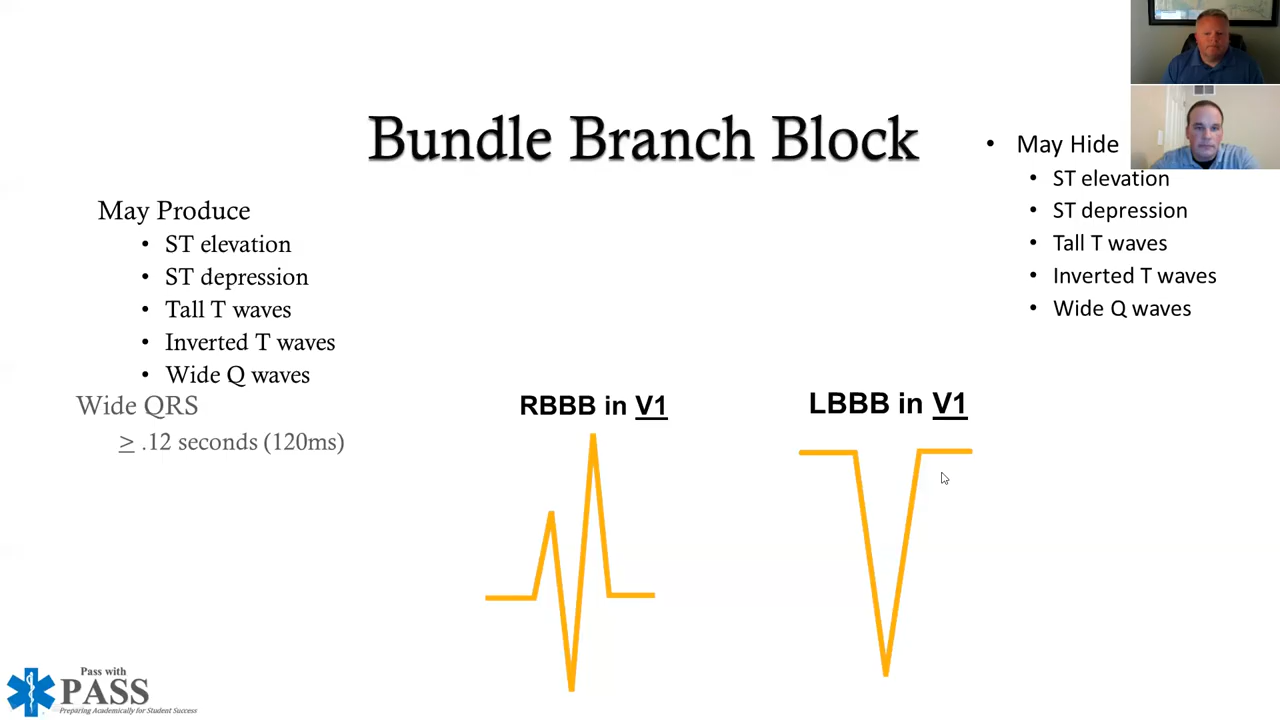 Bundle Branch Block
May Produce
• ST elevation
• ST depression
• Tall T waves
• Inverted T waves
• Wide Q waves
Wide QRS
≥ .12 seconds (120ms)
• May Hide
• ST elevation
• ST depression
• Tall T waves
• Inverted T waves
• Wide Q waves
RBBB in V1
LBBB in V1
Pass with
PASS
Preparing Academically for Student Success